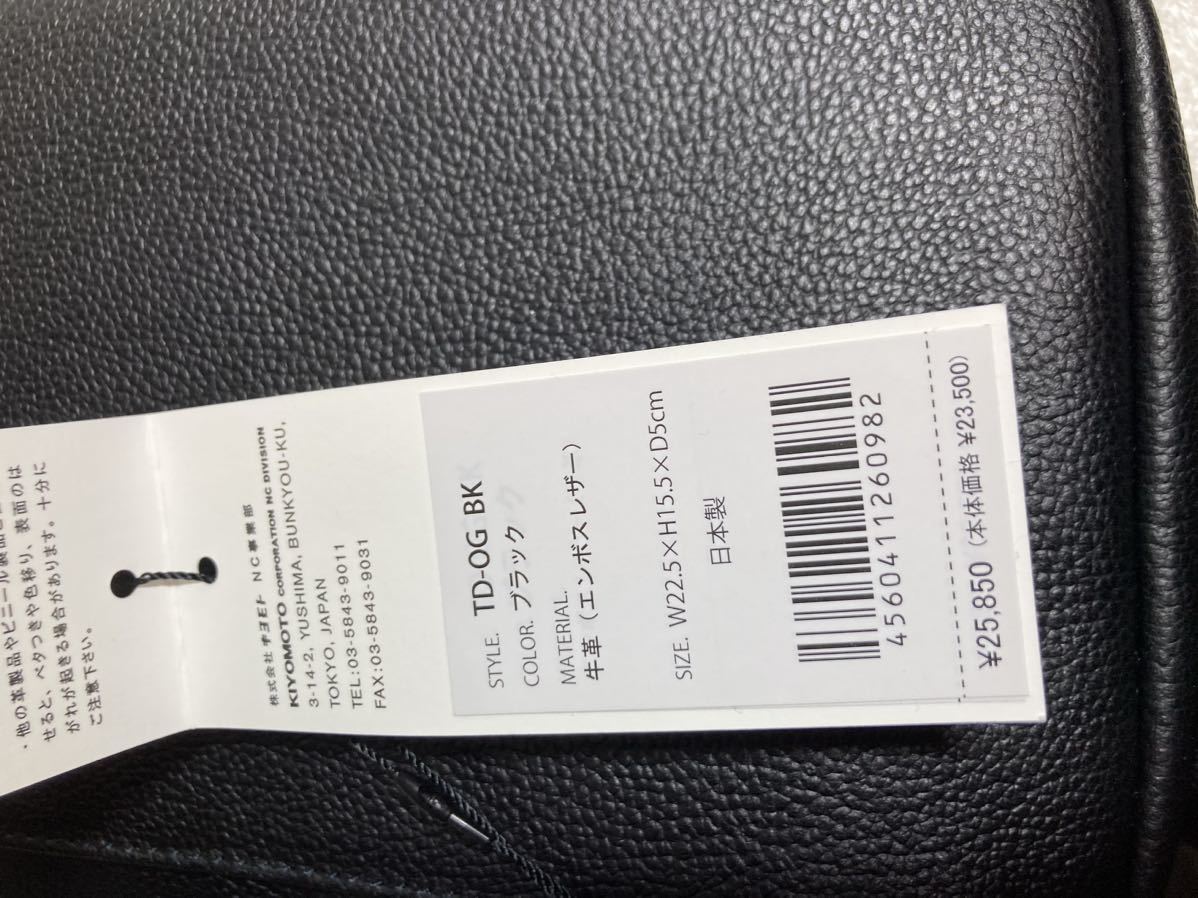 ・他の革製品やビニール製品と
せると、ベタつきや色移り、表面のは
がれが起きる場合があります。十分に
ご注意下さい。
株式会社 キヨモト NC事業部
KIYOMOTO CORPORATION NC DIVISION
3-14-2, YUSHIMA, BUNKYOU-KU,
TOKYO, JAPAN
TEL:03-5843-9011
FAX:03-5843-9031
STYLE. TD-OG BK
COLOR. ブラック
MATERIAL.
牛革（エンボスレザー）
SIZE. W22.5×H15.5×D5cm
日本製
4560411260982
¥25,850（本体価格 ¥23,500）